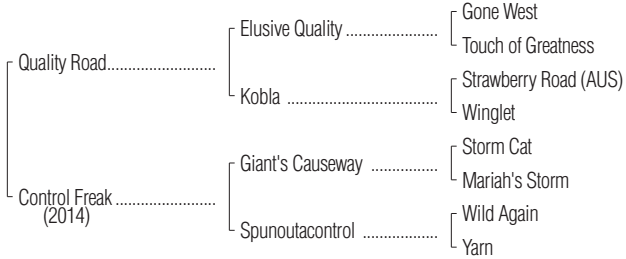 Gone West
Elusive Quality ......................
Touch of Greatness
Quality Road..........................
Strawberry Road (AUS)
Kobla ....................................
Winglet
Storm Cat
Giant's Causeway ................
Mariah's Storm
Control Freak ........................
(2014)
Wild Again
Spunoutacontrol ..................
Yarn